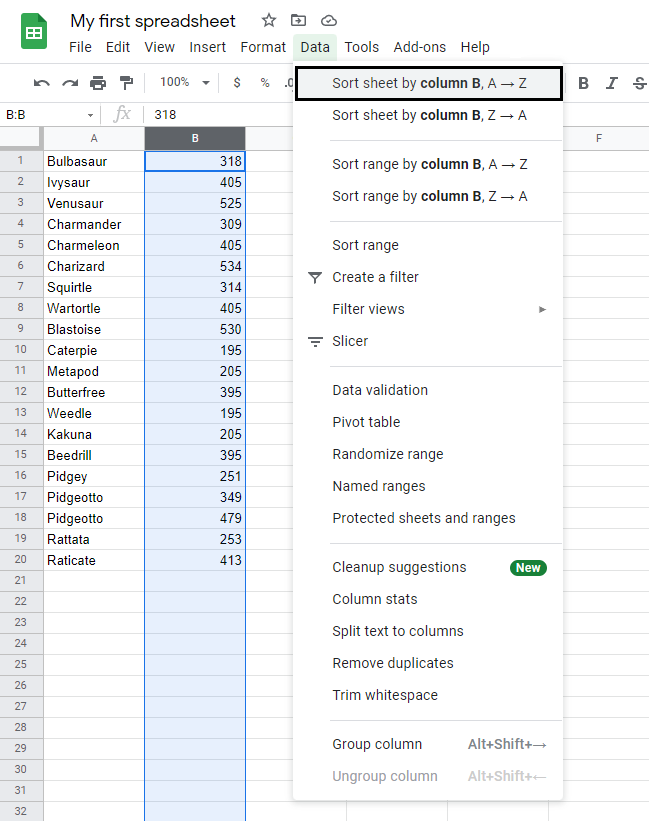 My first spreadsheet
File Edit View Insert Format Data Tools Add-ons Help
100% $ % .0 B I S
B:B fx 318
A B F
1 Bulbasaur 318
2 Ivysaur 405
3 Venusaur 525
4 Charmander 309
5 Charmeleon 405
6 Charizard 534
7 Squirtle 314
8 Wartortle 405
9 Blastoise 530
10 Caterpie 195
11 Metapod 205
12 Butterfree 395
13 Weedle 195
14 Kakuna 205
15 Beedrill 395
16 Pidgey 251
17 Pidgeotto 349
18 Pidgeotto 479
19 Rattata 253
20 Raticate 413
21
22
23
24
25
26
27
28
29
30
31
32
Sort sheet by column B, A → Z
Sort sheet by column B, Z → A
Sort range by column B, A → Z
Sort range by column B, Z → A
Sort range
Create a filter
Filter views ►
Slicer
Data validation
Pivot table
Randomize range
Named ranges
Protected sheets and ranges
Cleanup suggestions New
Column stats
Split text to columns
Remove duplicates
Trim whitespace
Group column Alt+Shift+→
Ungroup column Alt+Shift+←